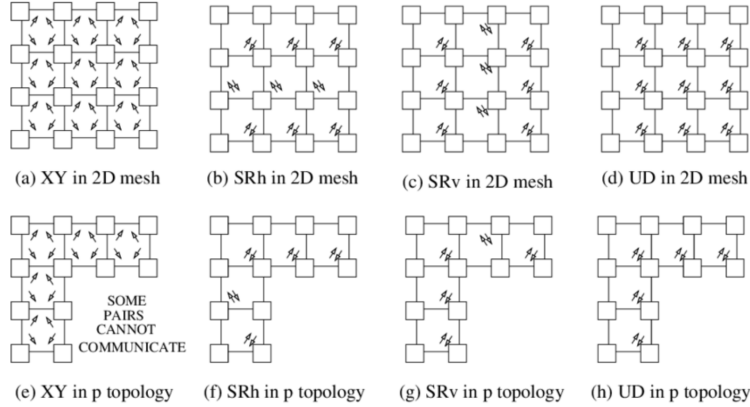 (a) XY in 2D mesh
(b) SRh in 2D mesh
(c) SRv in 2D mesh
(d) UD in 2D mesh
SOME
PAIRS
CANNOT
COMMUNICATE
(e) XY in p topology
(f) SRh in p topology
(g) SRv in p topology
(h) UD in p topology